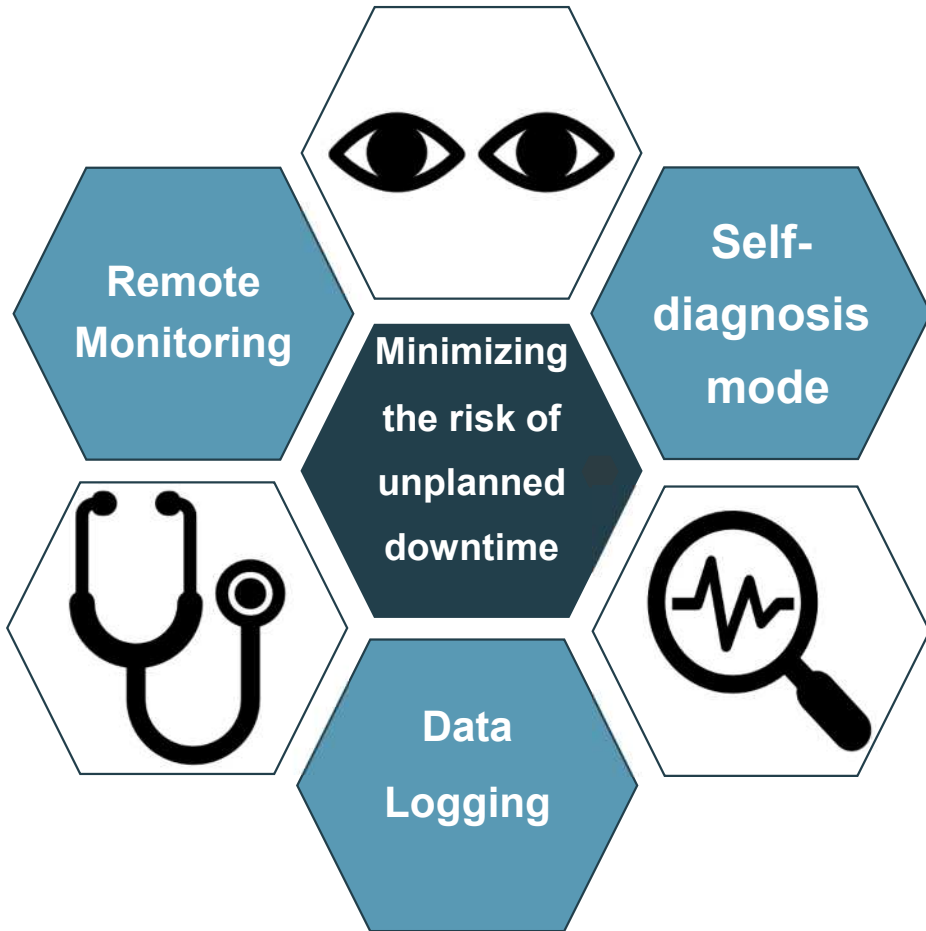 Remote
Monitoring
Self-
diagnosis
mode
Minimizing
the risk of
unplanned
downtime
Data
Logging